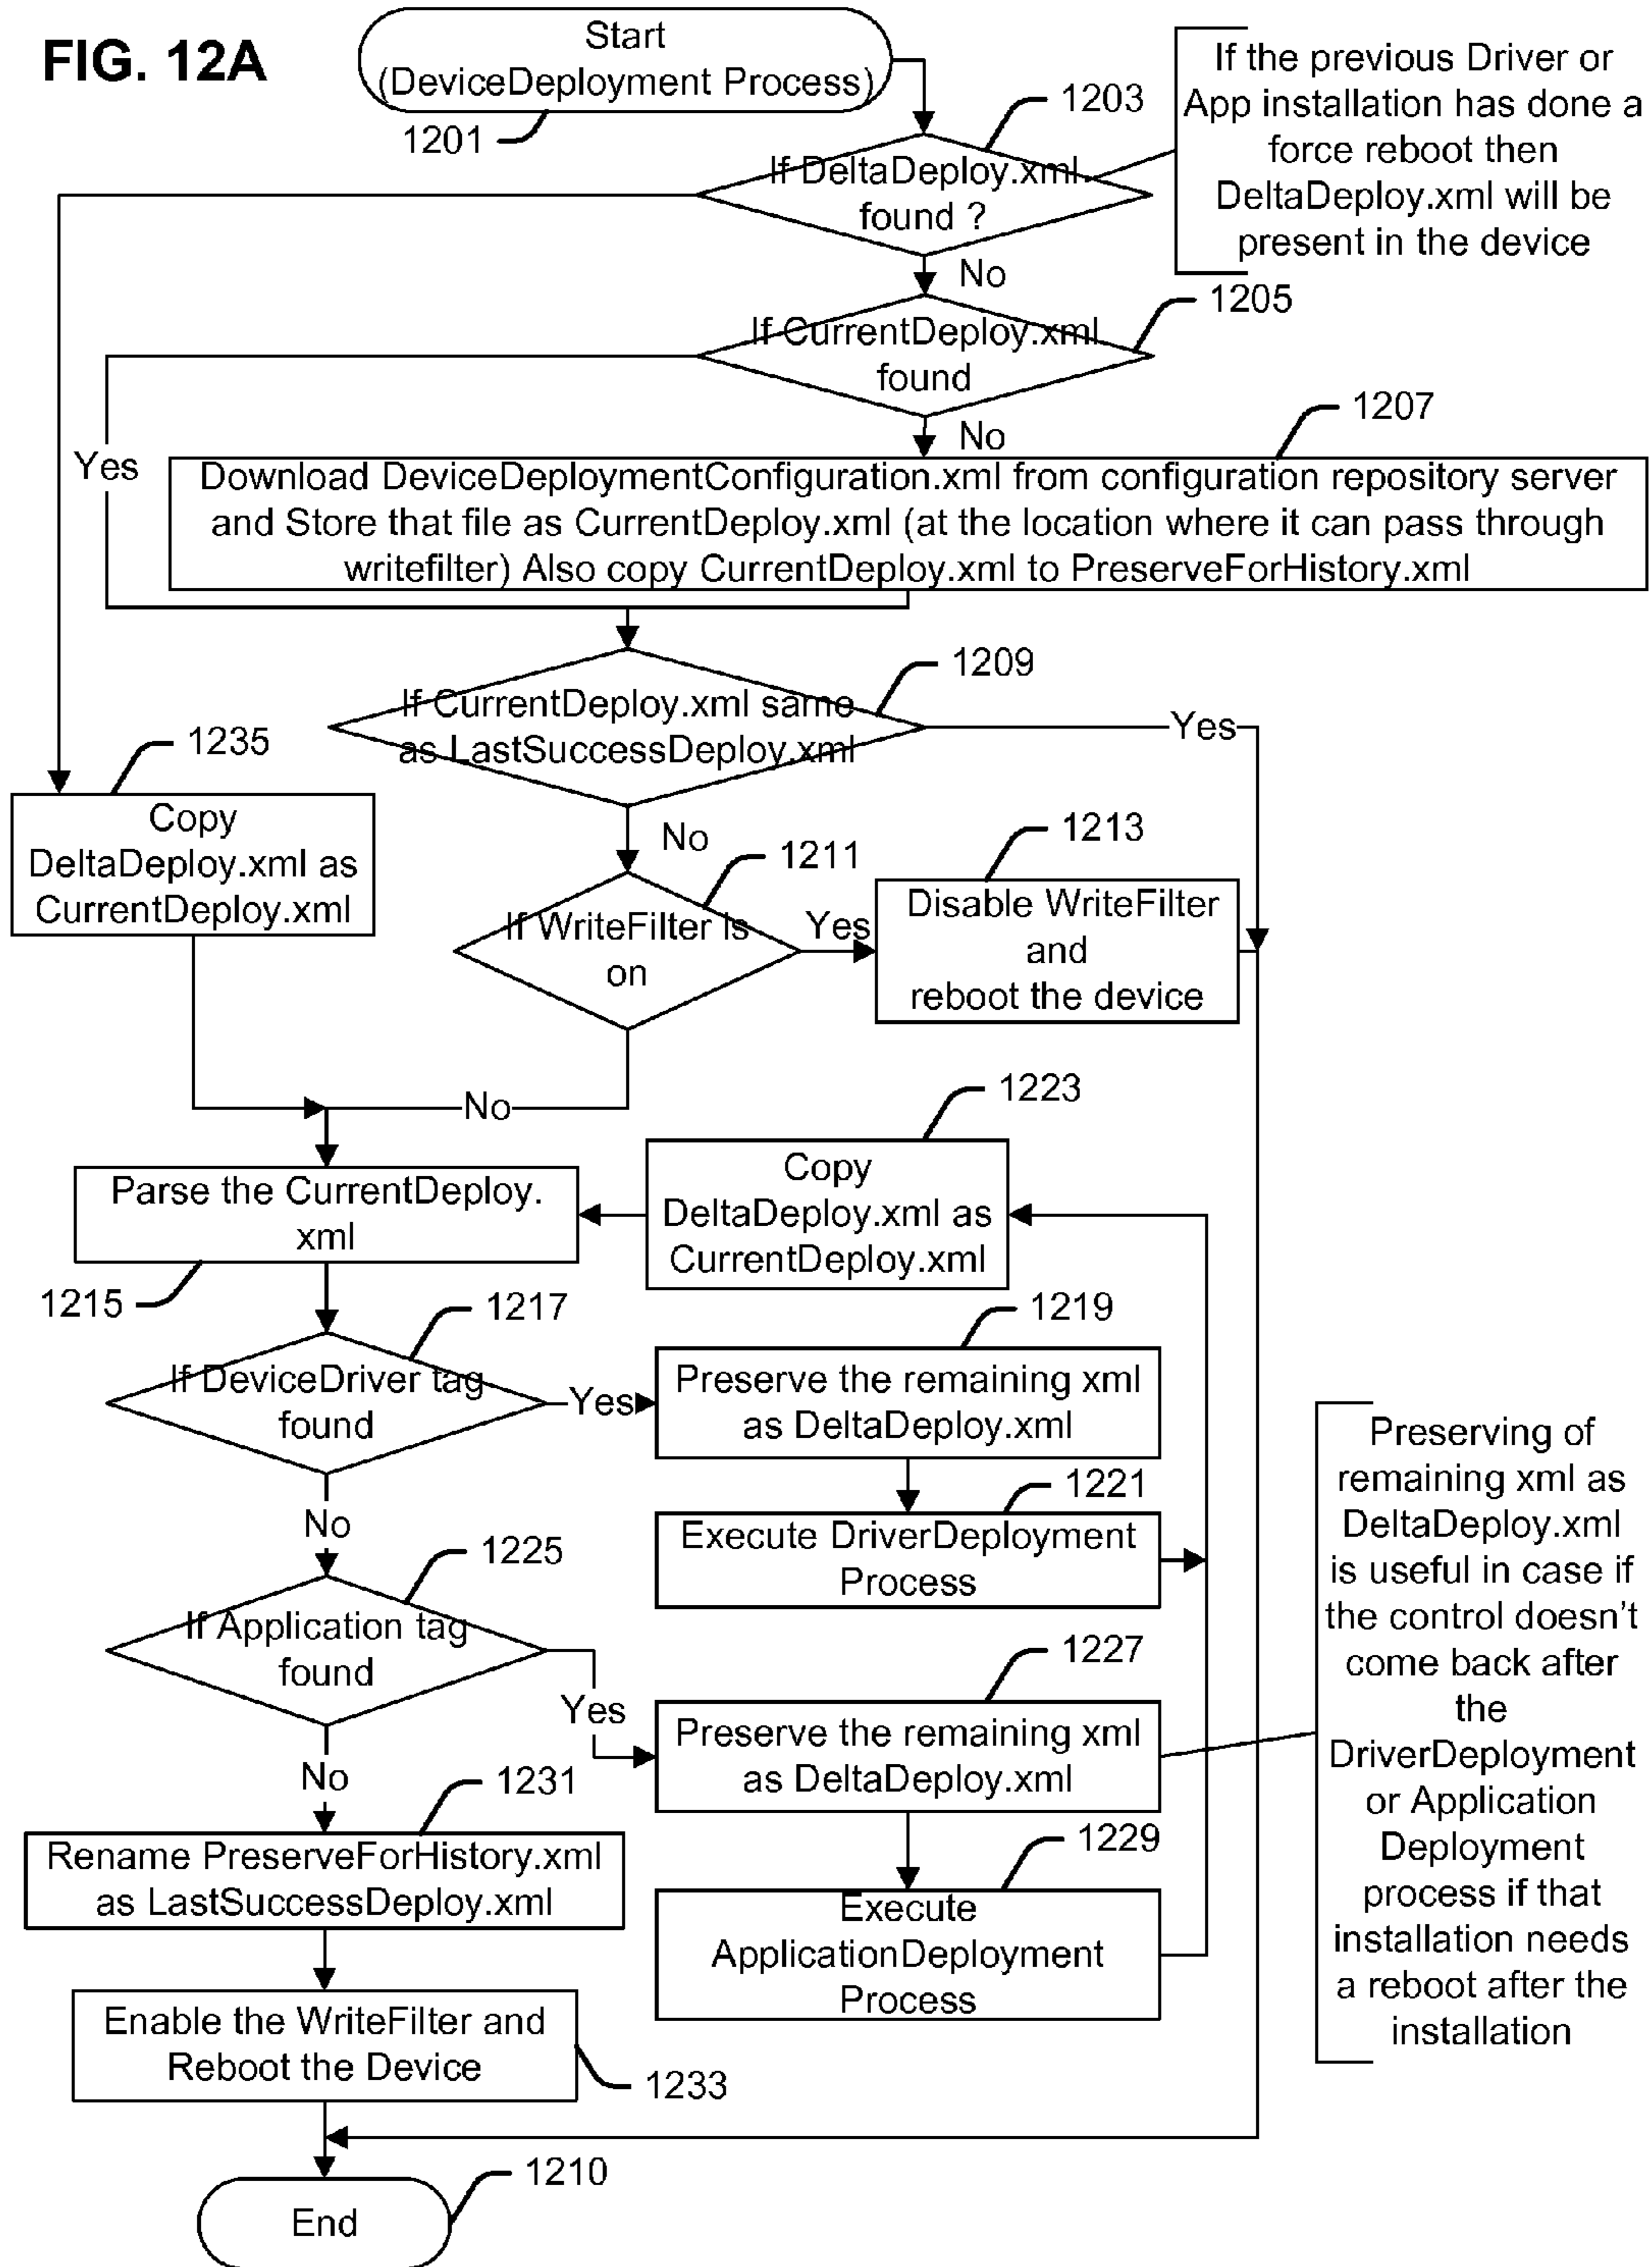 FIG. 12A
Start
(DeviceDeployment Process)
1201
If the previous Driver or
App installation has done a
force reboot then
DeltaDeploy.xml will be
present in the device
1203
If DeltaDeploy.xml
found ?
No
1205
If CurrentDeploy.xml
found
No
Yes
1207
Download DeviceDeploymentConfiguration.xml from configuration repository server
and Store that file as CurrentDeploy.xml (at the location where it can pass through
writefilter) Also copy CurrentDeploy.xml to PreserveForHistory.xml
1209
If CurrentDeploy.xml same
as LastSuccessDeploy.xml
Yes
No
1235
Copy
DeltaDeploy.xml as
CurrentDeploy.xml
1211
If WriteFilter is
on
Yes
1213
Disable WriteFilter
and
reboot the device
No
1223
Copy
DeltaDeploy.xml as
CurrentDeploy.xml
Parse the CurrentDeploy.
xml
1215
1217
If DeviceDriver tag
found
Yes
1219
Preserve the remaining xml
as DeltaDeploy.xml
1221
Execute DriverDeployment
Process
No
1225
If Application tag
found
Yes
1227
Preserve the remaining xml
as DeltaDeploy.xml
1229
Execute
ApplicationDeployment
Process
Preserving of
remaining xml as
DeltaDeploy.xml
is useful in case if
the control doesn't
come back after
the
DriverDeployment
or Application
Deployment
process if that
installation needs
a reboot after the
installation
No
1231
Rename PreserveForHistory.xml
as LastSuccessDeploy.xml
Enable the WriteFilter and
Reboot the Device
1233
1210
End